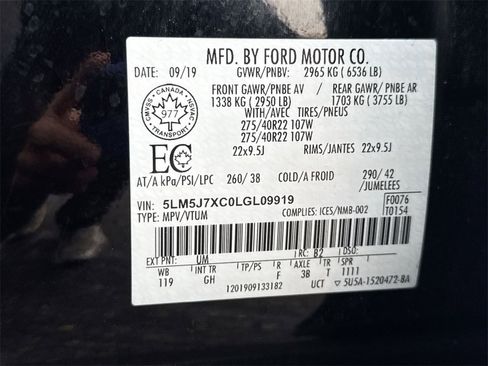 MFD. BY FORD MOTOR CO.
DATE: 09/19 GVWR/PNBV: 2965 KG ( 6536 LB)
FRONT GAWR/PNBE AV / REAR GAWR/ PNBE AR
1338 KG ( 2950 LB) 1703 KG ( 3755 LB)
WITH/AVEC TIRES/PNEUS
275/40R22 107W
275/40R22 107W
CMVSS • CANADA • NSVAC
977
TRANSPORT
EC
22x9.5J RIMS/JANTES 22x9.5J
AT/A kPa/PSI/LPC 260/38 COLD/A FROID 290/42
/JUMELEES
VIN: 5LM5J7XC0LGL09919
TYPE: MPV/VTUM COMPLIES: ICES/NMB-002
F0076
T0154
EXT PNT: UM RC: B2
WB INT TR TP/PS R AXLE TR SPR
119 GH F 3B T 1111
1201909133182 UCT ▽ 5U5A-1520472-BA